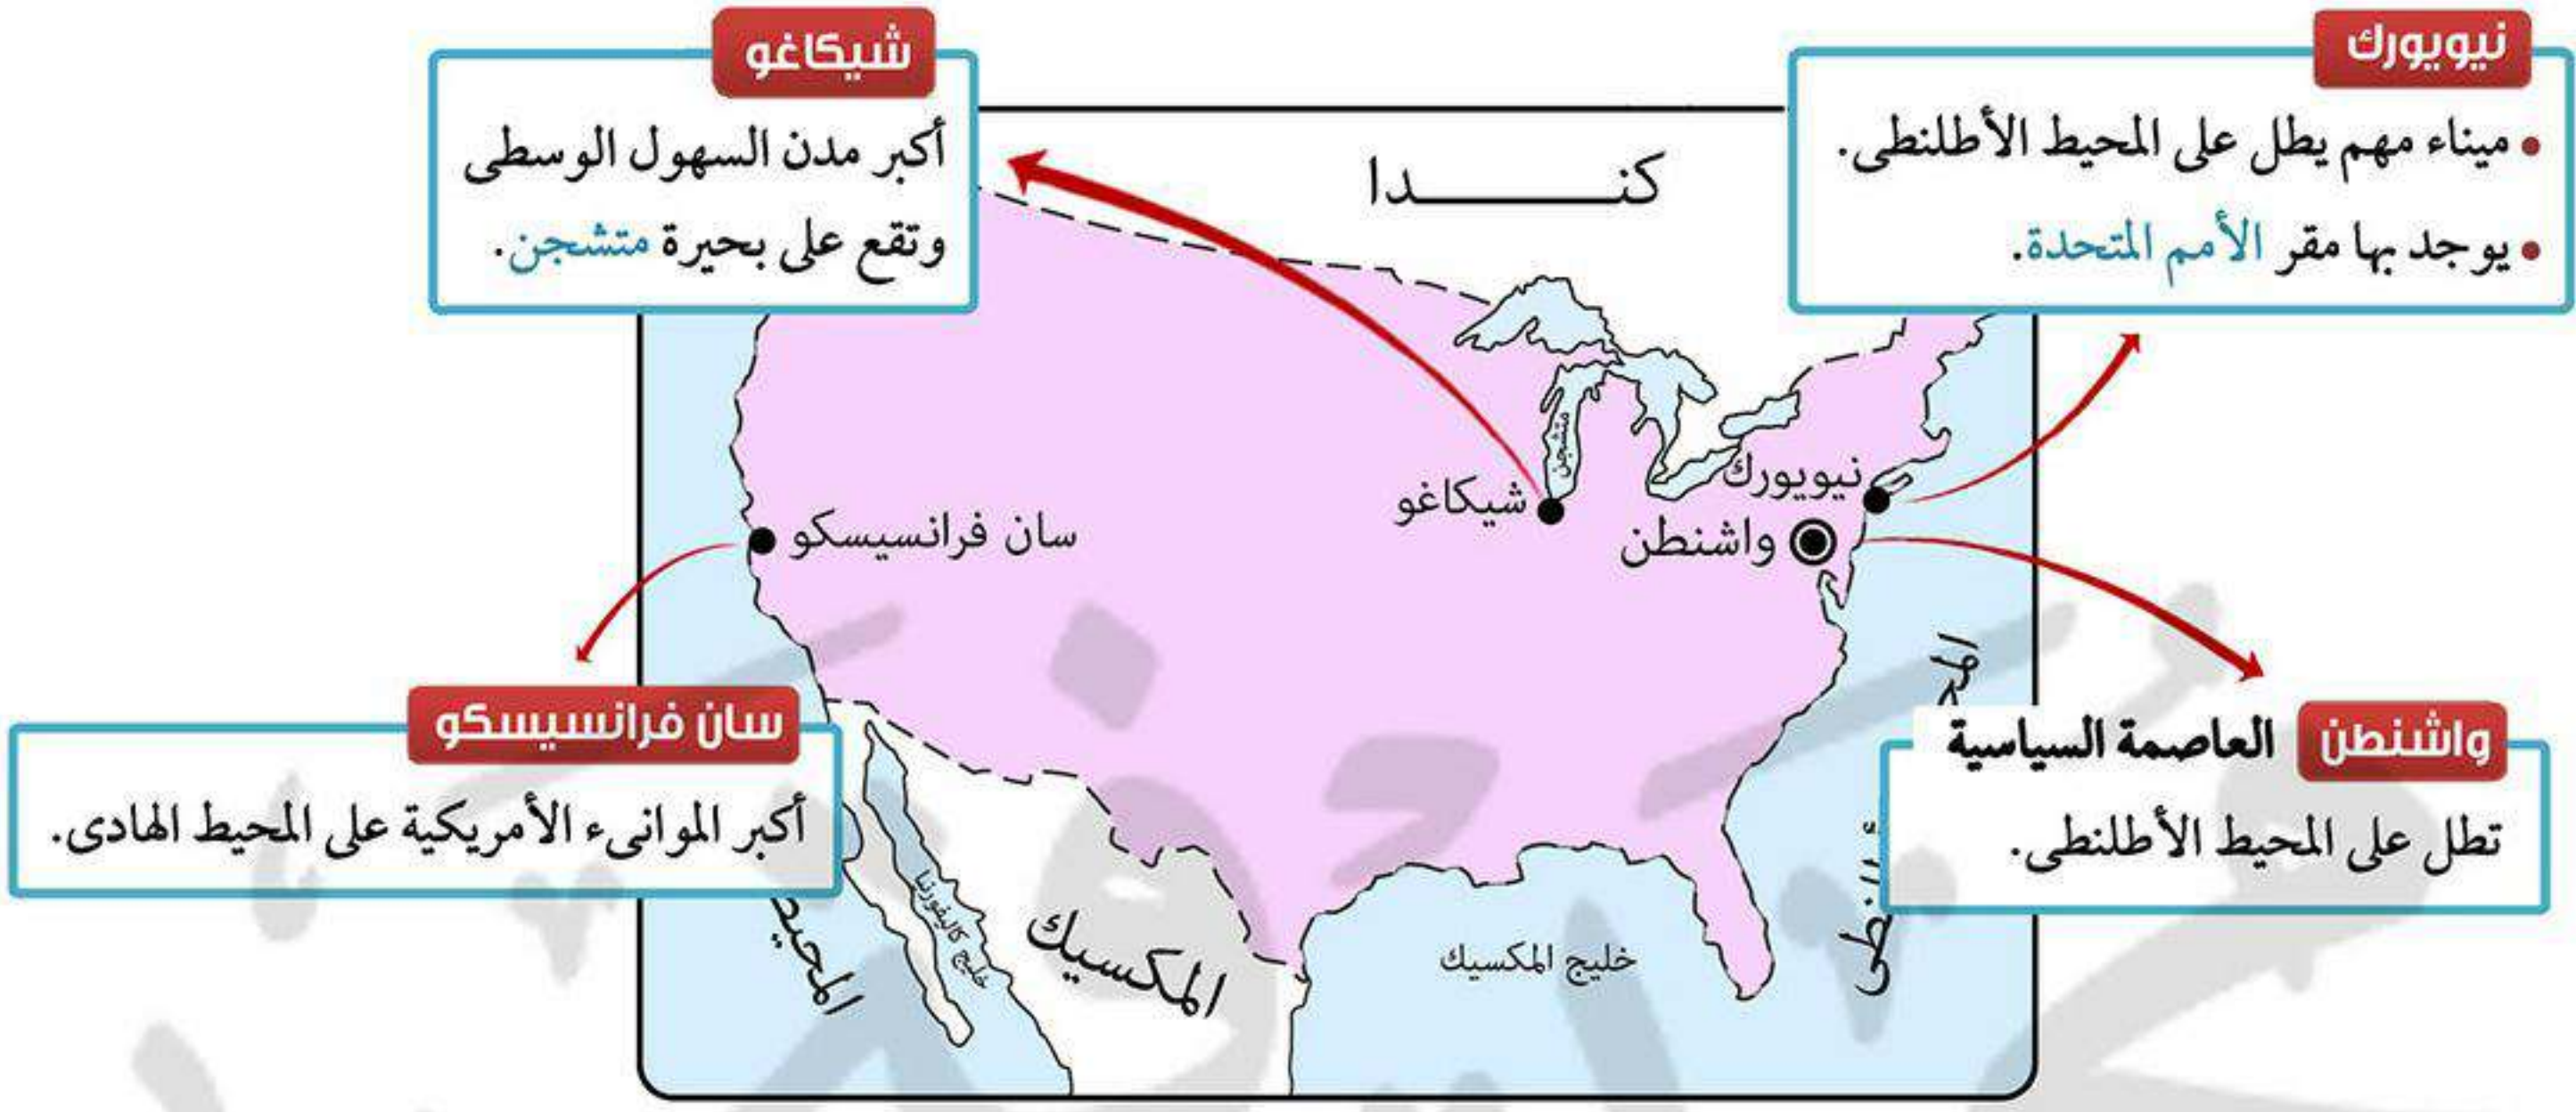 نيويورك
• ميناء مهم يطل على المحيط الأطلنطى.
• يوجد بها مقر الأمم المتحدة.
شيكاغو
أكبر مدن السهول الوسطى
وتقع على بحيرة متشجن.
كنـــــدا
متشجن
نيويورك
شيكاغو
واشنطن
سان فرانسيسكو
واشنطن العاصمة السياسية
تطل على المحيط الأطلنطى.
سان فرانسيسكو
أكبر الموانىء الأمريكية على المحيط الهادى.
خليج كاليفورنيا
المكسيك
خليج المكسيك
المحيط